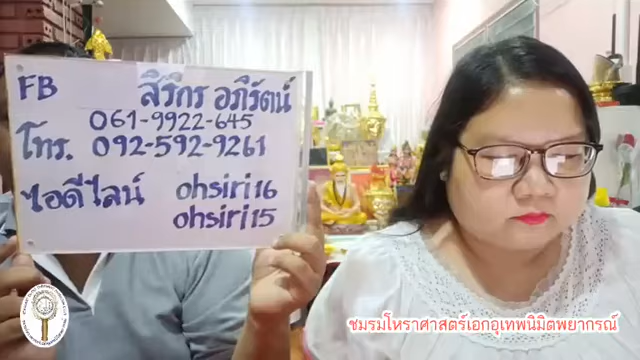 FB สิริกร อภิรัตน์
061-9922-645
โทร. 092-592-9261
ไอดีไลน์ ohsiri16
ohsiri15
ชมรมโหราศาสตร์เอกอุเทพนิมิตพยากรณ์